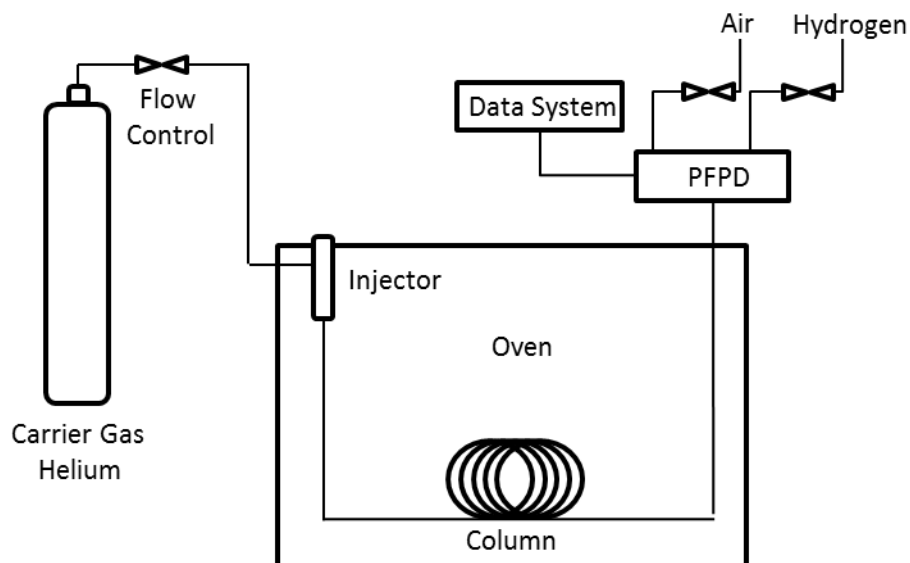 Air
Hydrogen
Flow
Control
Data System
PFPD
Injector
Oven
Carrier Gas
Helium
Column